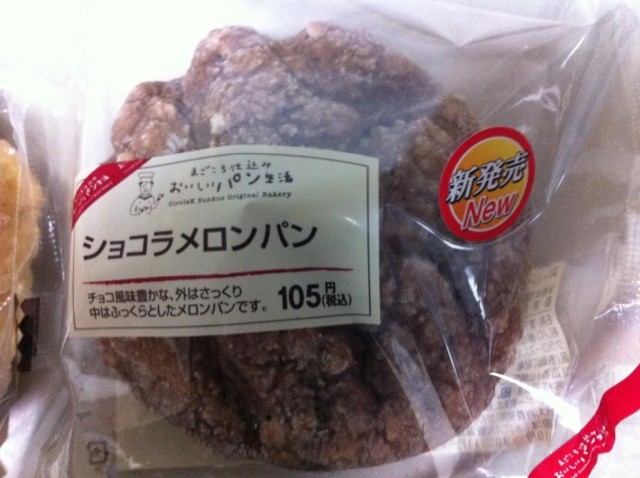 まごころ仕込み
おいしいパン生活
CircleK Sunkus Original Bakery
ショコラメロンパン
チョコ風味豊かな、外はさっくり
中はふっくらとしたメロンパンです。
105円(税込)
新発売
New